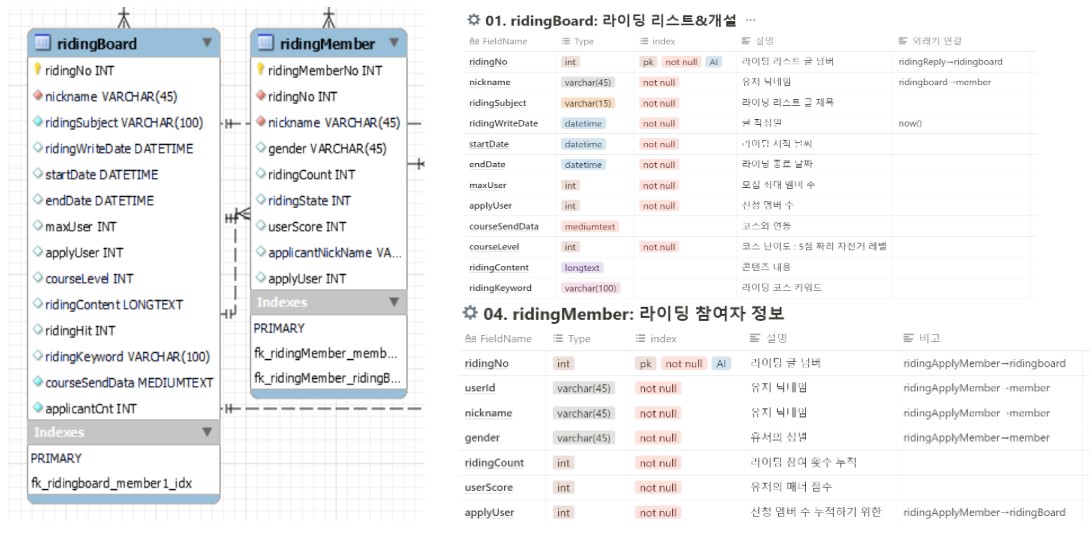 ridingBoard
ridingNo INT
nickname VARCHAR(45)
ridingSubject VARCHAR(100)
ridingWriteDate DATETIME
startDate DATETIME
endDate DATETIME
maxUser INT
applyUser INT
courseLevel INT
ridingContent LONGTEXT
ridingHit INT
ridingKeyword VARCHAR(100)
courseSendData MEDIUMTEXT
applicantCnt INT
Indexes
PRIMARY
fk_ridingboard_member1_idx
ridingMember
ridingMemberNo INT
ridingNo INT
nickname VARCHAR(45)
gender VARCHAR(45)
ridingCount INT
ridingState INT
userScore INT
applicantNickName VA...
applyUser INT
Indexes
PRIMARY
fk_ridingMember_memb...
fk_ridingMember_ridingB...
01. ridingBoard: 라이딩 리스트&개설 ...
Aa FieldName Type index 설명 외래키 연결
ridingNo int pk not null AI 라이딩 리스트 글 넘버 ridingReply→ridingboard
nickname varchar(45) not null 유저 닉네임 ridingboard→member
ridingSubject varchar(15) not null 라이딩 리스트 글 제목
ridingWriteDate datetime not null 글 작성일 now()
startDate datetime not null 라이딩 시작 날짜
endDate datetime not null 라이딩 종료 날짜
maxUser int not null 모집 최대 멤버 수
applyUser int not null 신청 멤버 수
courseSendData mediumtext 코스와 연동
courseLevel int not null 코스 난이도 : 5점 짜리 자전거 레벨
ridingContent longtext 콘텐츠 내용
ridingKeyword varchar(100) 라이딩 코스 키워드
04. ridingMember: 라이딩 참여자 정보
Aa FieldName Type index 설명 비고
ridingNo int pk not null AI 라이딩 글 넘버 ridingApplyMember→ridingboard
userId varchar(45) not null 유저 닉네임 ridingApplyMember→member
nickname varchar(45) not null 유저 닉네임 ridingApplyMember→member
gender varchar(45) not null 유저의 성별 ridingApplyMember→member
ridingCount int not null 라이딩 참여 횟수 누적
userScore int not null 유저의 매너 점수
applyUser int not null 신청 멤버 수 누적하기 위한 ridingApplyMember→ridingBoard